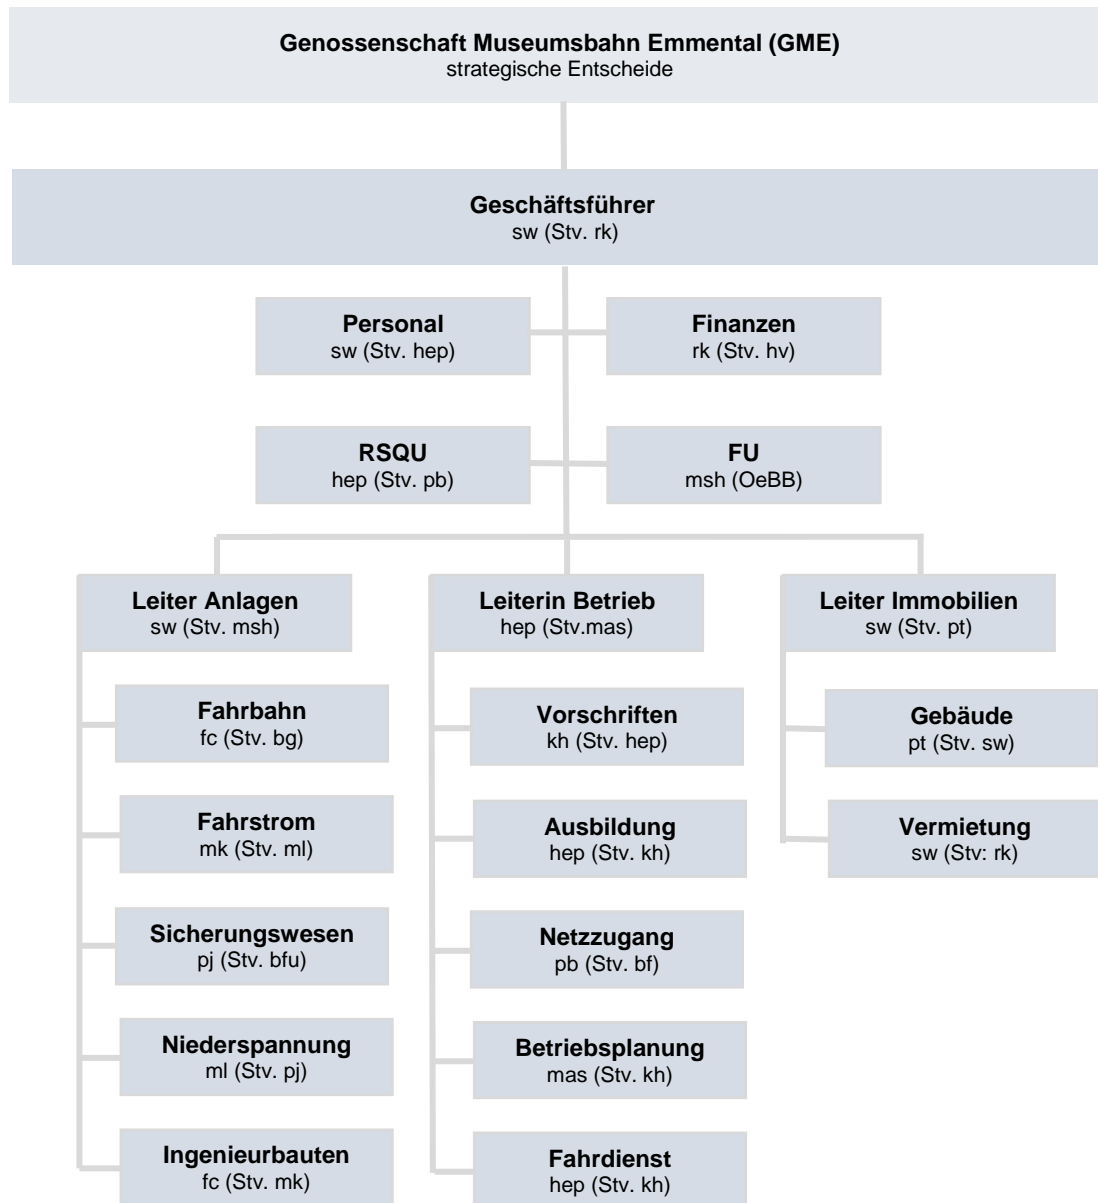 Genossenschaft Museumsbahn Emmental (GME)
strategische Entscheide
Geschäftsführer
sw (Stv. rk)
Personal
sw (Stv. hep)
Finanzen
rk (Stv. hv)
RSQU
hep (Stv. pb)
FU
msh (OeBB)
Leiter Anlagen
sw (Stv. msh)
Fahrbahn
fc (Stv. bg)
Fahrstrom
mk (Stv. ml)
Sicherungswesen
pj (Stv. bfu)
Niederspannung
ml (Stv. pj)
Ingenieurbauten
fc (Stv. mk)
Leiterin Betrieb
hep (Stv.mas)
Vorschriften
kh (Stv. hep)
Ausbildung
hep (Stv. kh)
Netzzugang
pb (Stv. bf)
Betriebsplanung
mas (Stv. kh)
Fahrdienst
hep (Stv. kh)
Leiter Immobilien
sw (Stv. pt)
Gebäude
pt (Stv. sw)
Vermietung
sw (Stv: rk)